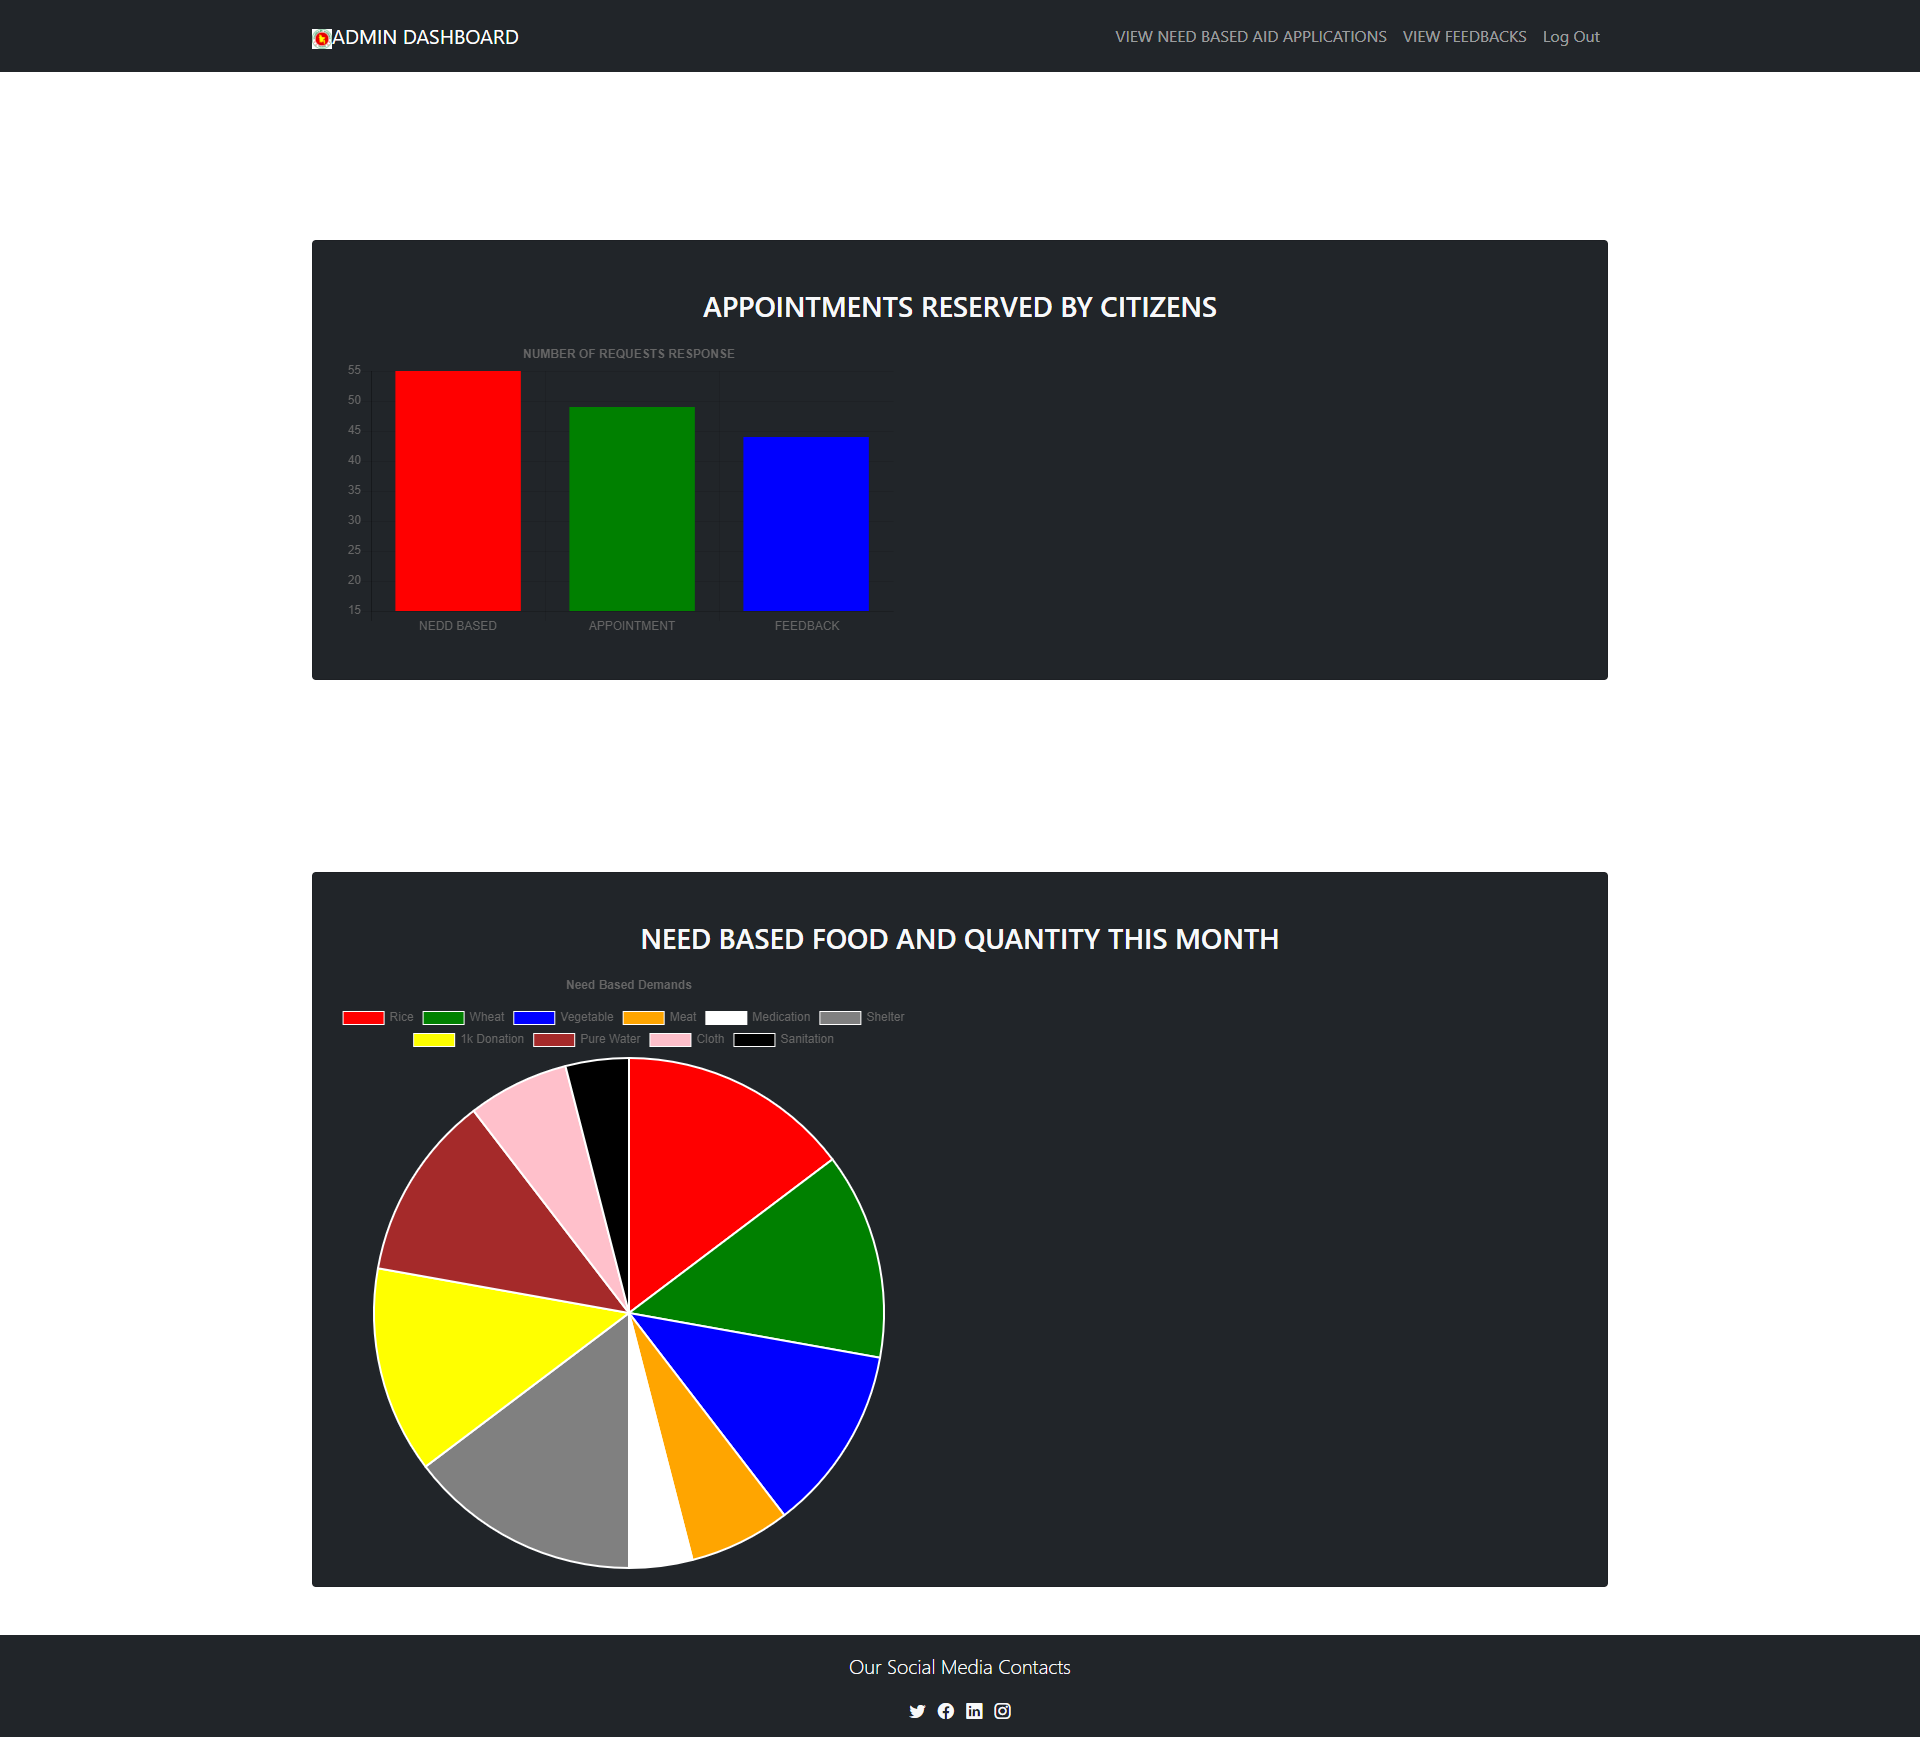 ADMIN DASHBOARD
VIEW NEED BASED AID APPLICATIONS VIEW FEEDBACKS Log Out
APPOINTMENTS RESERVED BY CITIZENS
NUMBER OF REQUESTS RESPONSE
55
50
45
40
35
30
25
20
15
NEDD BASED APPOINTMENT FEEDBACK
NEED BASED FOOD AND QUANTITY THIS MONTH
Need Based Demands
Rice Wheat Vegetable Meat Medication Shelter
1k Donation Pure Water Cloth Sanitation
Our Social Media Contacts